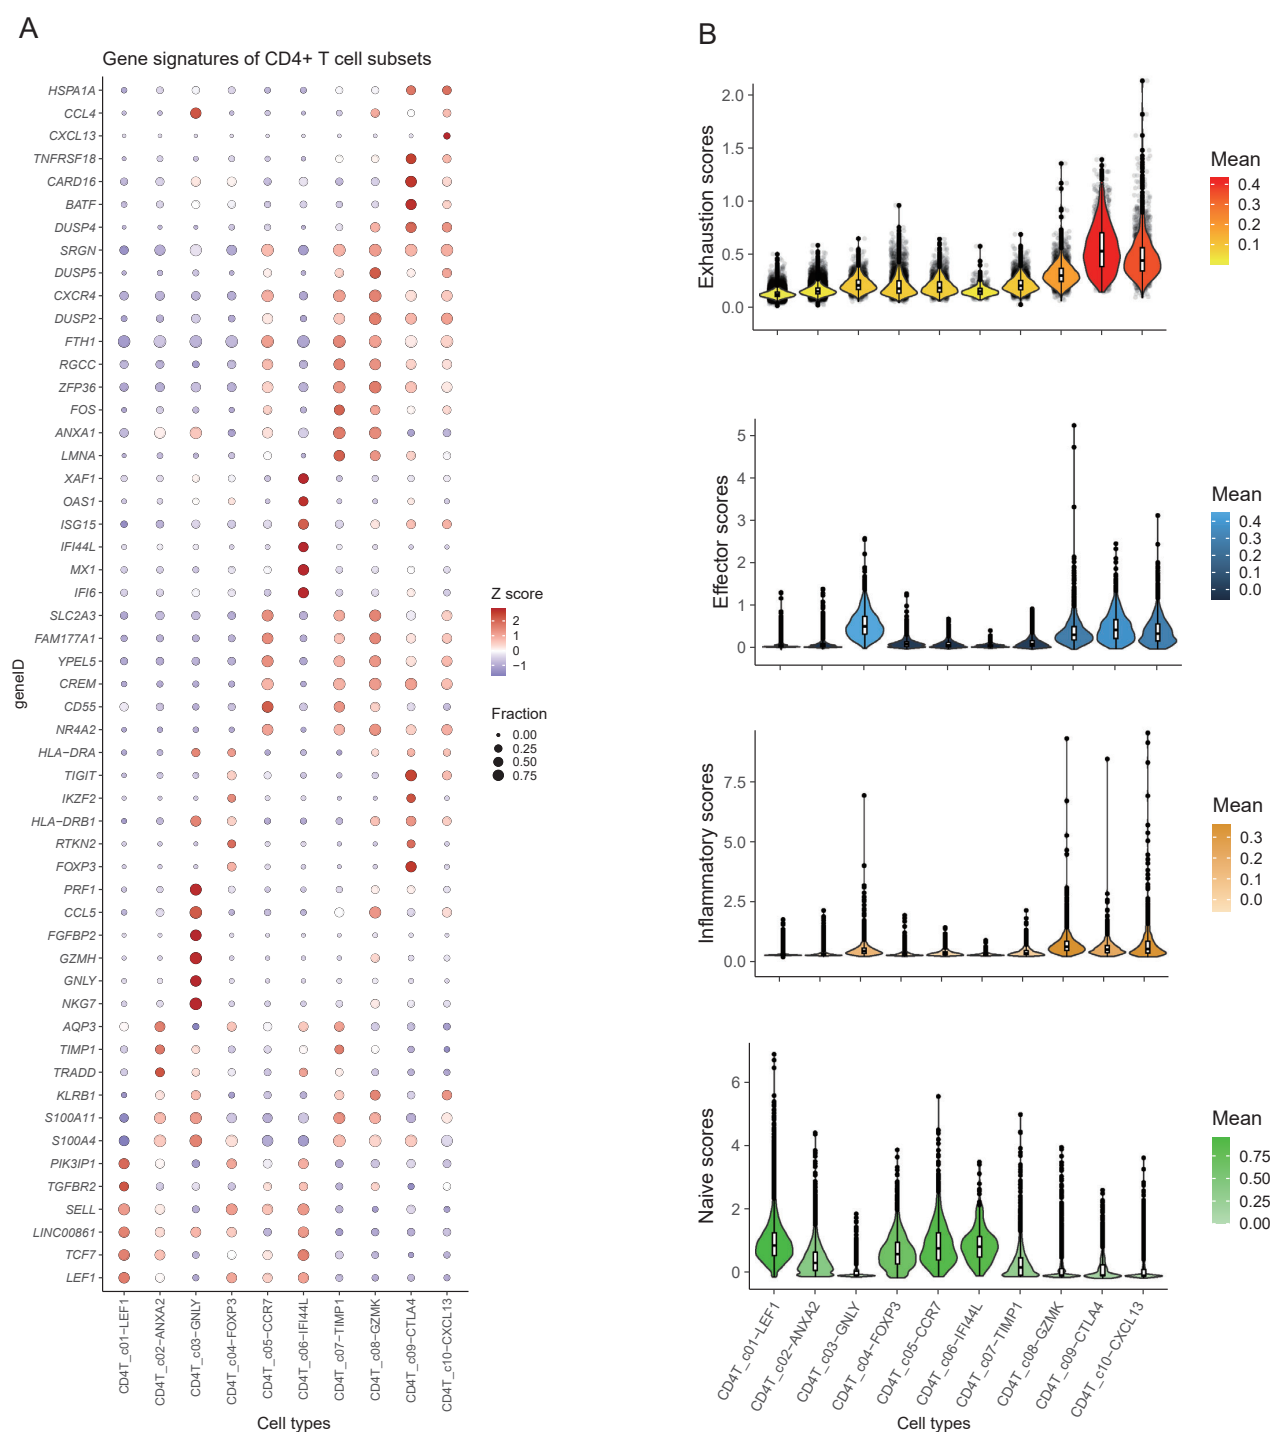 A
Gene signatures of CD4+ T cell subsets
geneID
HSPA1A
CCL4
CXCL13
TNFRSF18
CARD16
BATF
DUSP4
SRGN
DUSP5
CXCR4
DUSP2
FTH1
RGCC
ZFP36
FOS
ANXA1
LMNA
XAF1
OAS1
ISG15
IFI44L
MX1
IFI6
SLC2A3
FAM177A1
YPEL5
CREM
CD55
NR4A2
HLA−DRA
TIGIT
IKZF2
HLA−DRB1
RTKN2
FOXP3
PRF1
CCL5
FGFBP2
GZMH
GNLY
NKG7
AQP3
TIMP1
TRADD
KLRB1
S100A11
S100A4
PIK3IP1
TGFBR2
SELL
LINC00861
TCF7
LEF1
CD4T_c01−LEF1
CD4T_c02−ANXA2
CD4T_c03−GNLY
CD4T_c04−FOXP3
CD4T_c05−CCR7
CD4T_c06−IFI44L
CD4T_c07−TIMP1
CD4T_c08−GZMK
CD4T_c09−CTLA4
CD4T_c10−CXCL13
Cell types
Z score
2
1
0
−1
Fraction
0.00
0.25
0.50
0.75
B
Exhaustion scores
2.0
1.5
1.0
0.5
0.0
Mean
0.4
0.3
0.2
0.1
Effector scores
5
4
3
2
1
0
Mean
0.4
0.3
0.2
0.1
0.0
Inflammatory scores
7.5
5.0
2.5
0.0
Mean
0.3
0.2
0.1
0.0
Naive scores
6
4
2
0
Mean
0.75
0.50
0.25
0.00
CD4T_c01−LEF1
CD4T_c02−ANXA2
CD4T_c03−GNLY
CD4T_c04−FOXP3
CD4T_c05−CCR7
CD4T_c06−IFI44L
CD4T_c07−TIMP1
CD4T_c08−GZMK
CD4T_c09−CTLA4
CD4T_c10−CXCL13
Cell types